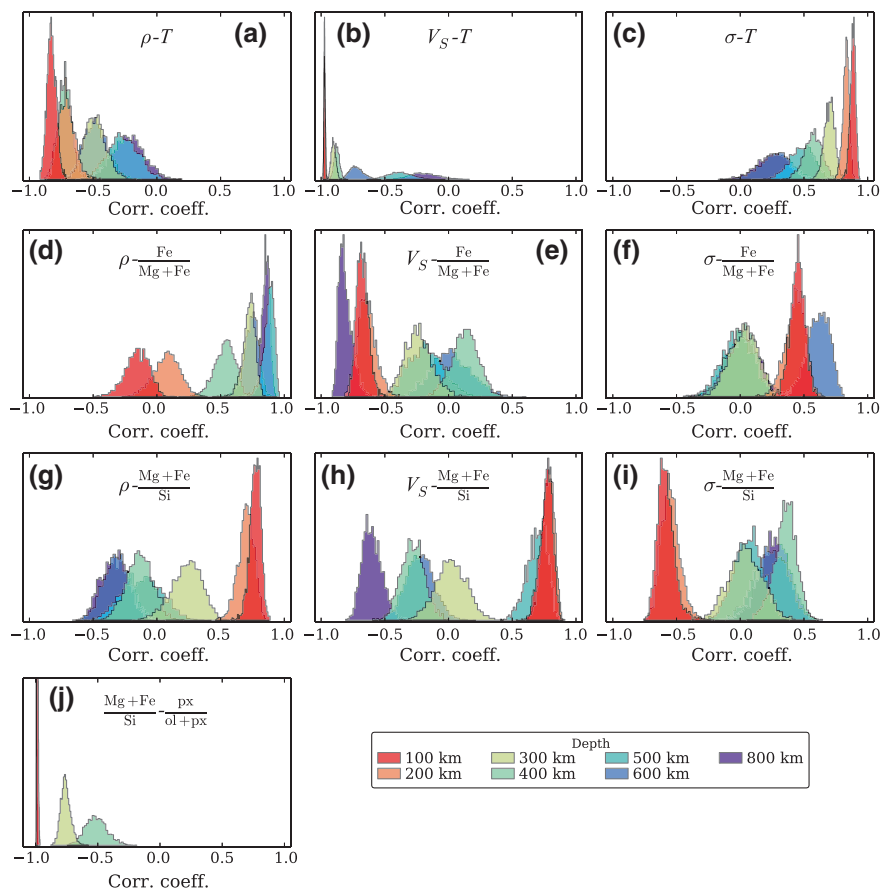 ρ-T (a)
(b) V_S-T
(c) σ-T
−1.0 −0.5 0.0 0.5 1.0
−1.0 −0.5 0.0 0.5 1.0
−1.0 −0.5 0.0 0.5 1.0
Corr. coeff.
Corr. coeff.
Corr. coeff.
(d) ρ-Fe/Mg+Fe
V_S-Fe/Mg+Fe (e)
σ-Fe/Mg+Fe (f)
−1.0 −0.5 0.0 0.5 1.0
−1.0 −0.5 0.0 0.5 1.0
−1.0 −0.5 0.0 0.5 1.0
Corr. coeff.
Corr. coeff.
Corr. coeff.
(g) ρ-Mg+Fe/Si
(h) V_S-Mg+Fe/Si
(i) σ-Mg+Fe/Si
−1.0 −0.5 0.0 0.5 1.0
−1.0 −0.5 0.0 0.5 1.0
−1.0 −0.5 0.0 0.5 1.0
Corr. coeff.
Corr. coeff.
Corr. coeff.
(j) Mg+Fe/Si-px/ol+px
−1.0 −0.5 0.0 0.5 1.0
Corr. coeff.
Depth
100 km 300 km 500 km 800 km
200 km 400 km 600 km